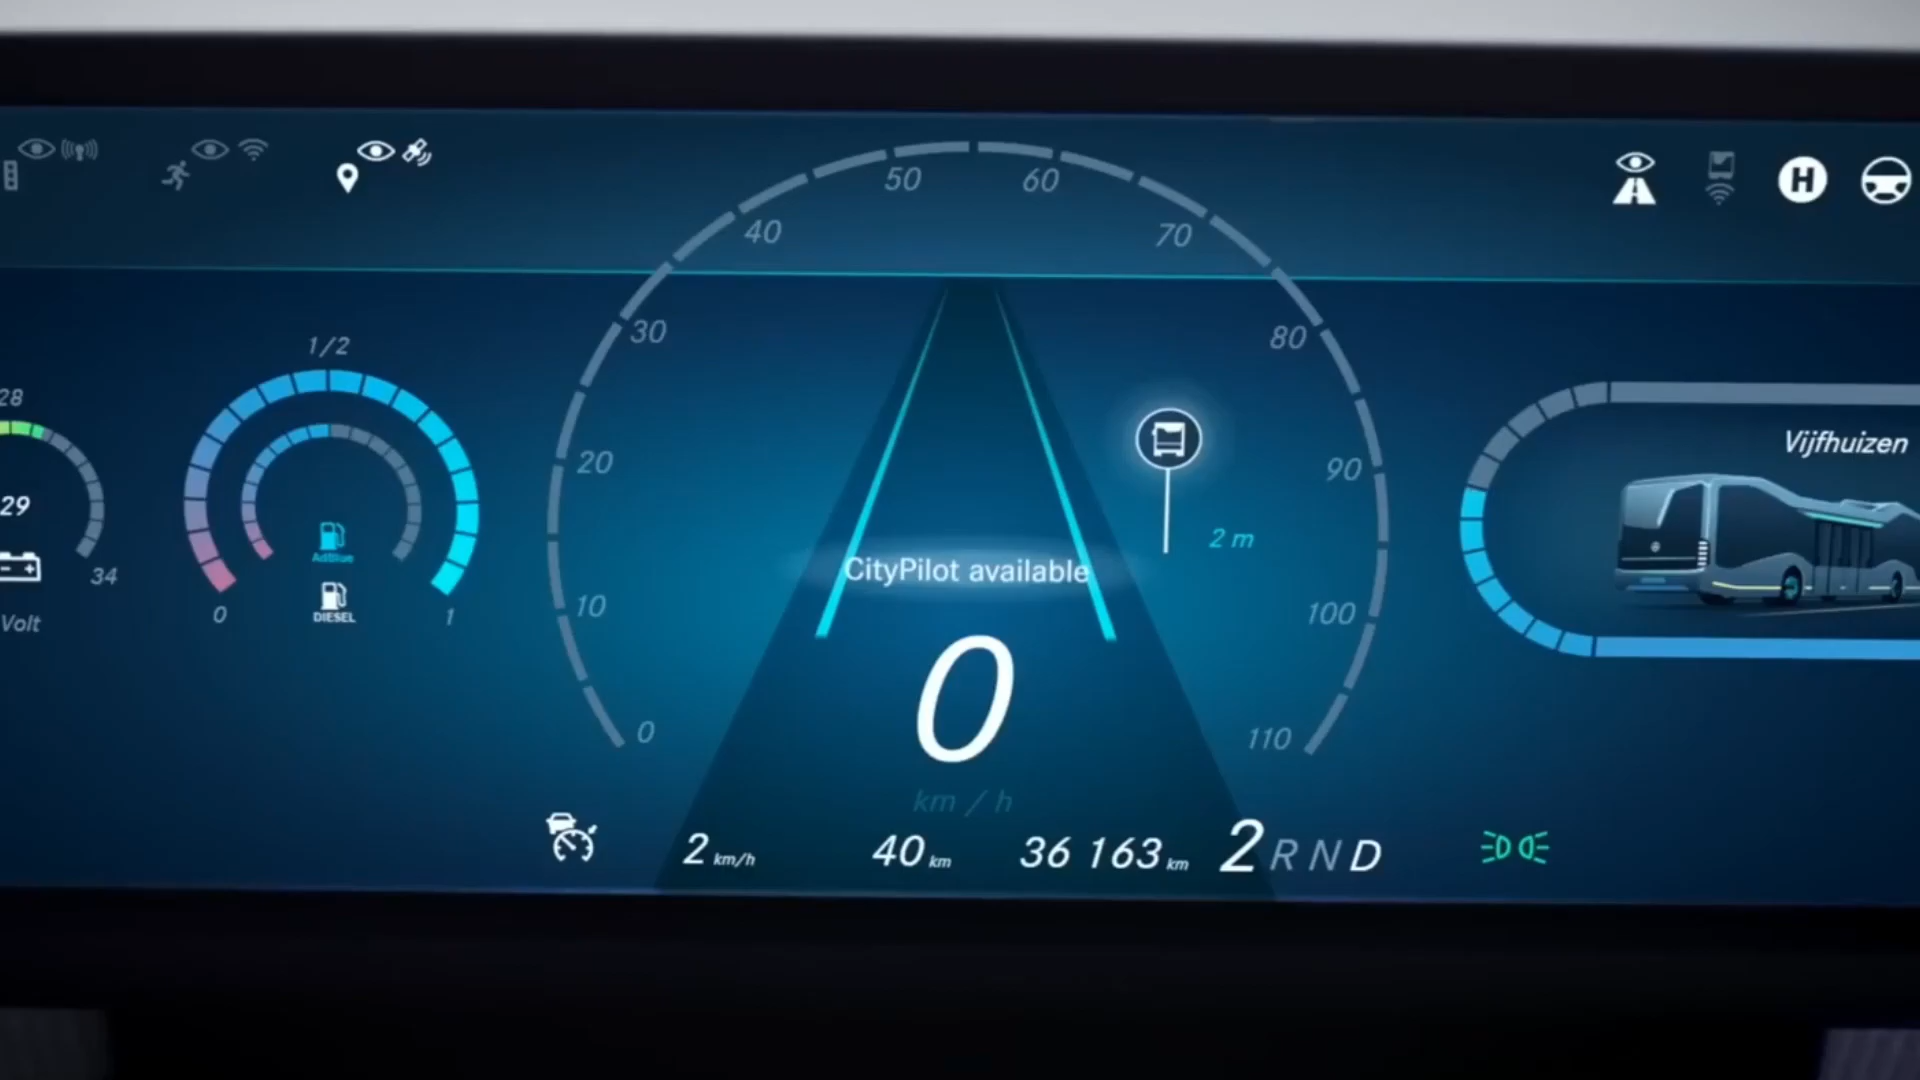 H
50
60
40
70
30
80
1/2
28
Vijfhuizen
20
90
29
AdBlue
2 m
CityPilot available
34
DIESEL
10
100
0
1
Volt
0
0
110
km / h
2 km/h
40 km
36 163 km
2 R N D